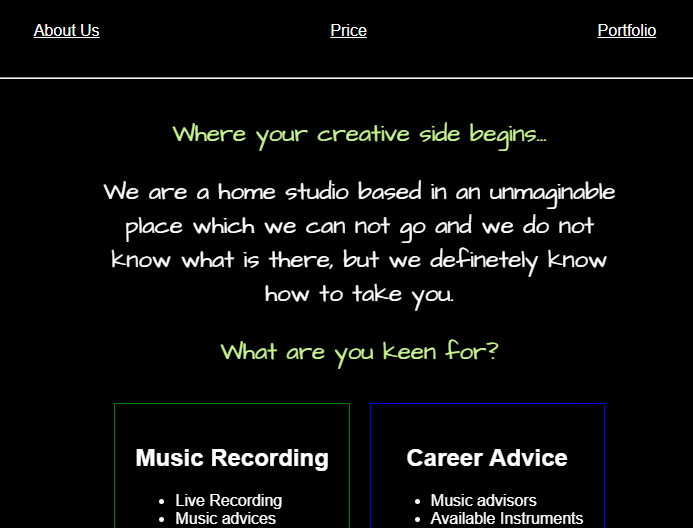 About Us Price Portfolio
Where your creative side begins...
We are a home studio based in an unmaginable
place which we can not go and we do not
know what is there, but we definetely know
how to take you.
What are you keen for?
Music Recording
Live Recording
Music advices
Career Advice
Music advisors
Available Instruments